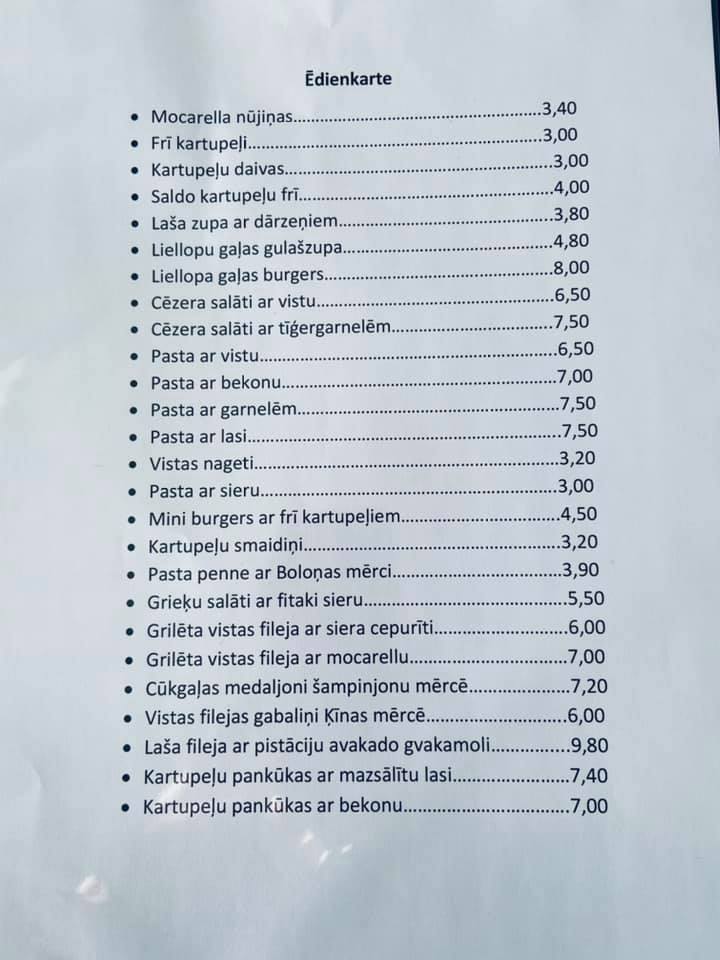 Ēdienkarte
• Mocarella nūjiņas.......................................................3,40
• Frī kartupeļi..................................................................3,00
• Kartupeļu daivas...........................................................3,00
• Saldo kartupeļu frī........................................................4,00
• Laša zupa ar dārzeņiem................................................3,80
• Liellopu gaļas gulašzupa...............................................4,80
• Liellopa gaļas burgers...................................................8,00
• Cēzera salāti ar vistu.....................................................6,50
• Cēzera salāti ar tīģergarnelēm.....................................7,50
• Pasta ar vistu.................................................................6,50
• Pasta ar bekonu.............................................................7,00
• Pasta ar garnelēm..........................................................7,50
• Pasta ar lasi....................................................................7,50
• Vistas nageti...................................................................3,20
• Pasta ar sieru..................................................................3,00
• Mini burgers ar frī kartupeļiem....................................4,50
• Kartupeļu smaidiņi.........................................................3,20
• Pasta penne ar Boloņas mērci......................................3,90
• Grieķu salāti ar fitaki sieru............................................5,50
• Grilēta vistas fileja ar siera cepurīti..............................6,00
• Grilēta vistas fileja ar mocarellu...................................7,00
• Cūkgaļas medaljoni šampinjonu mērcē.......................7,20
• Vistas filejas gabaliņi Ķīnas mērcē................................6,00
• Laša fileja ar pistāciju avakado gvakamoli...................9,80
• Kartupeļu pankūkas ar mazsālītu lasi...........................7,40
• Kartupeļu pankūkas ar bekonu.....................................7,00